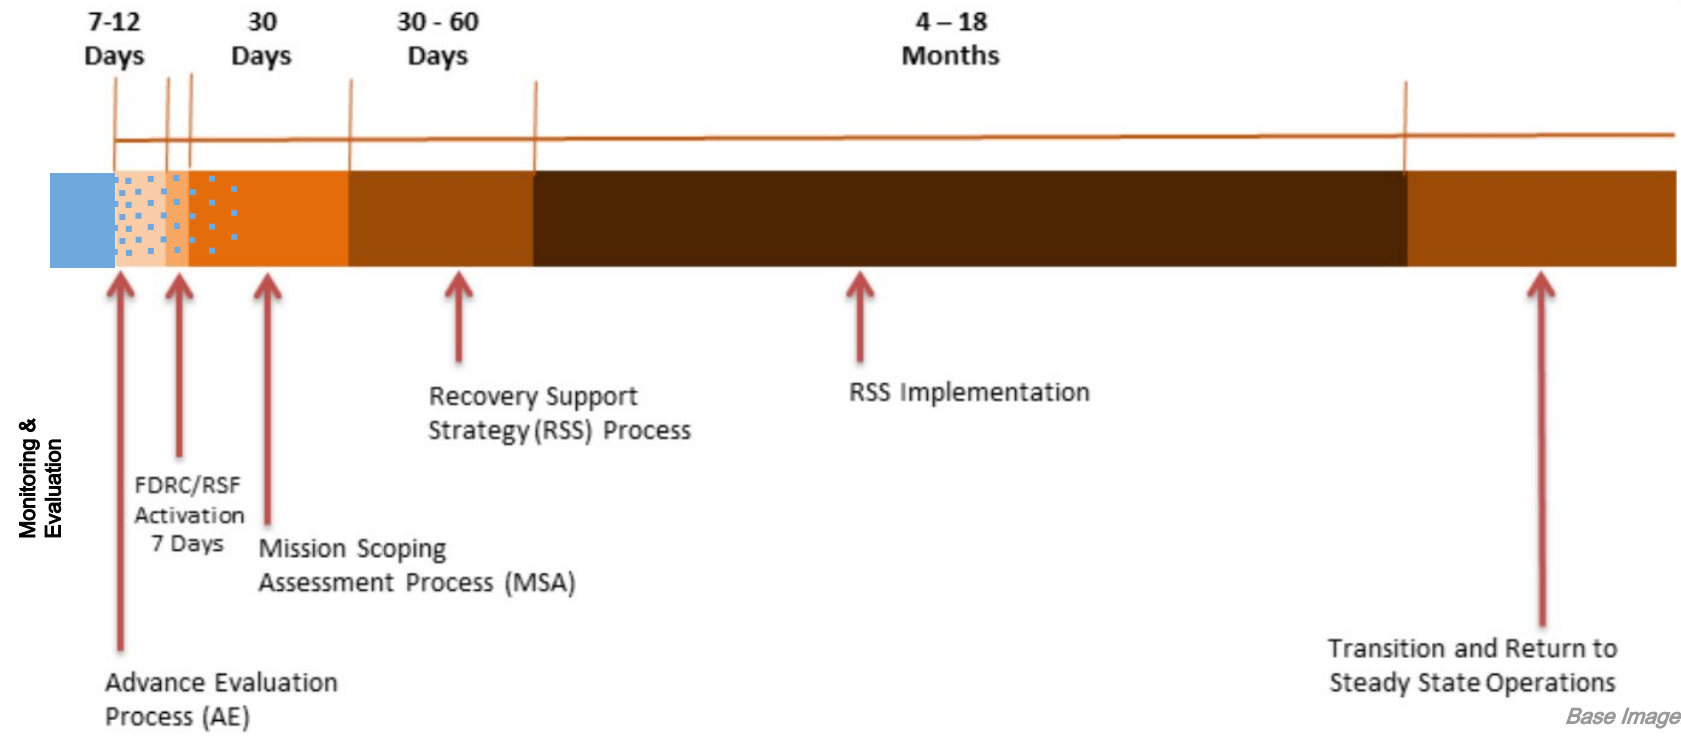 7-12
Days
30
Days
30 - 60
Days
4 – 18
Months
Recovery Support
Strategy (RSS) Process
RSS Implementation
Monitoring &
Evaluation
FDRC/RSF
Activation
7 Days
Mission Scoping
Assessment Process (MSA)
Advance Evaluation
Process (AE)
Transition and Return to
Steady State Operations
Base Image